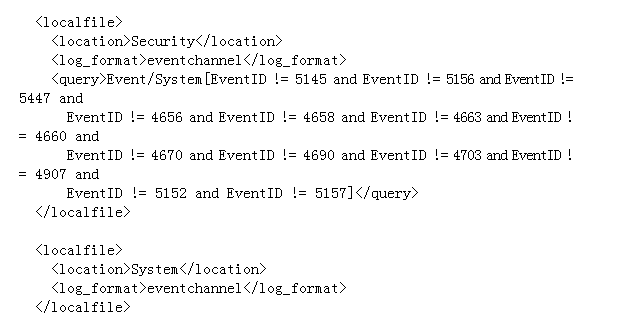 <localfile>
<location>Security</location>
<log_format>eventchannel</log_format>
<query>Event/System[EventID != 5145 and EventID != 5156 and EventID !=
5447 and
EventID != 4656 and EventID != 4658 and EventID != 4663 and EventID !
= 4660 and
EventID != 4670 and EventID != 4690 and EventID != 4703 and EventID !
= 4907 and
EventID != 5152 and EventID != 5157]</query>
</localfile>
<localfile>
<location>System</location>
<log_format>eventchannel</log_format>
</localfile>